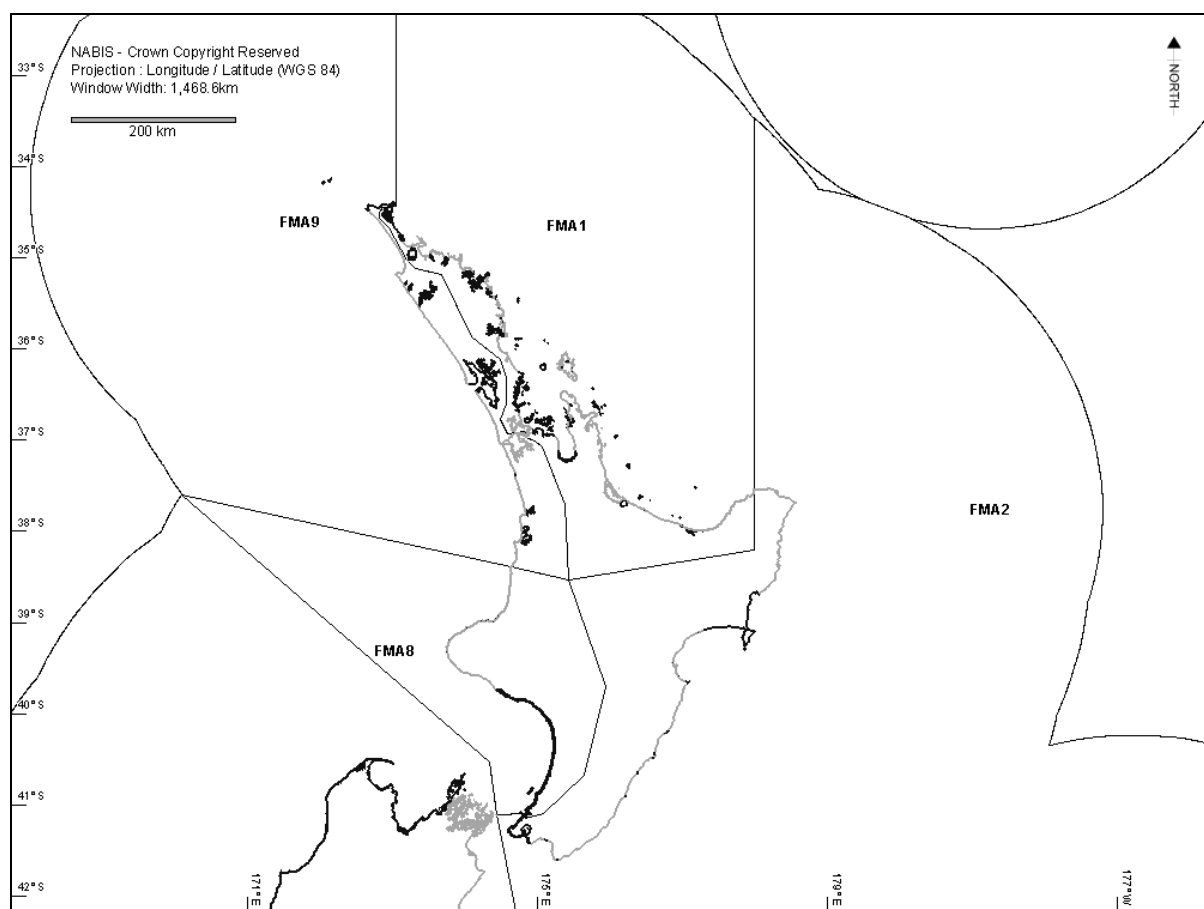 NABIS - Crown Copyright Reserved
Projection : Longitude / Latitude (WGS 84)
Window Width: 1,468.6km
200 km
NORTH
33°S
34°S
FMA9
FMA1
35°S
36°S
37°S
38°S
FMA2
39°S
FMA8
40°S
41°S
42°S
171°E
175°E
179°E
177°W